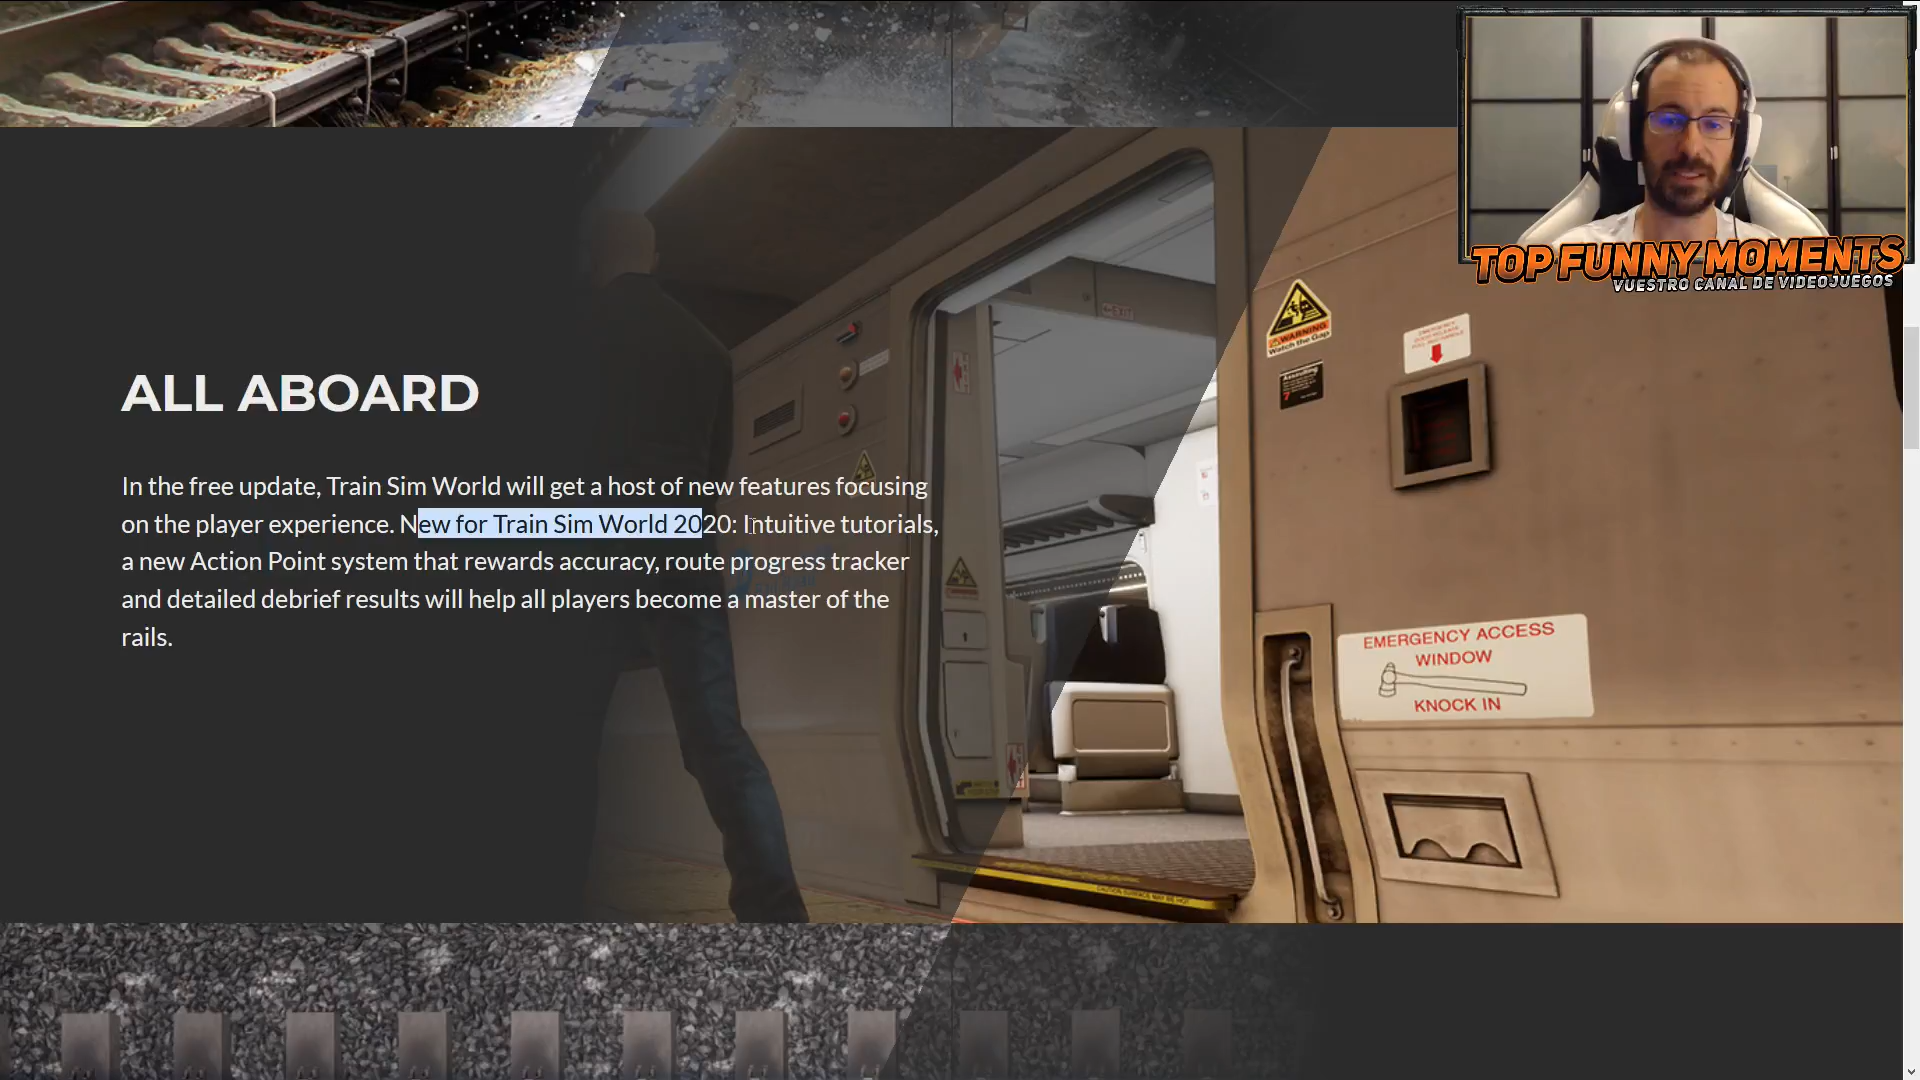 TOP FUNNY MOMENTS
VUESTRO CANAL DE VIDEOJUEGOS
ALL ABOARD
In the free update, Train Sim World will get a host of new features focusing
on the player experience. New for Train Sim World 2020: Intuitive tutorials,
a new Action Point system that rewards accuracy, route progress tracker
and detailed debrief results will help all players become a master of the
rails.
EXIT
WARNING
Watch the Gap
EMERGENCY ACCESS
WINDOW
KNOCK IN